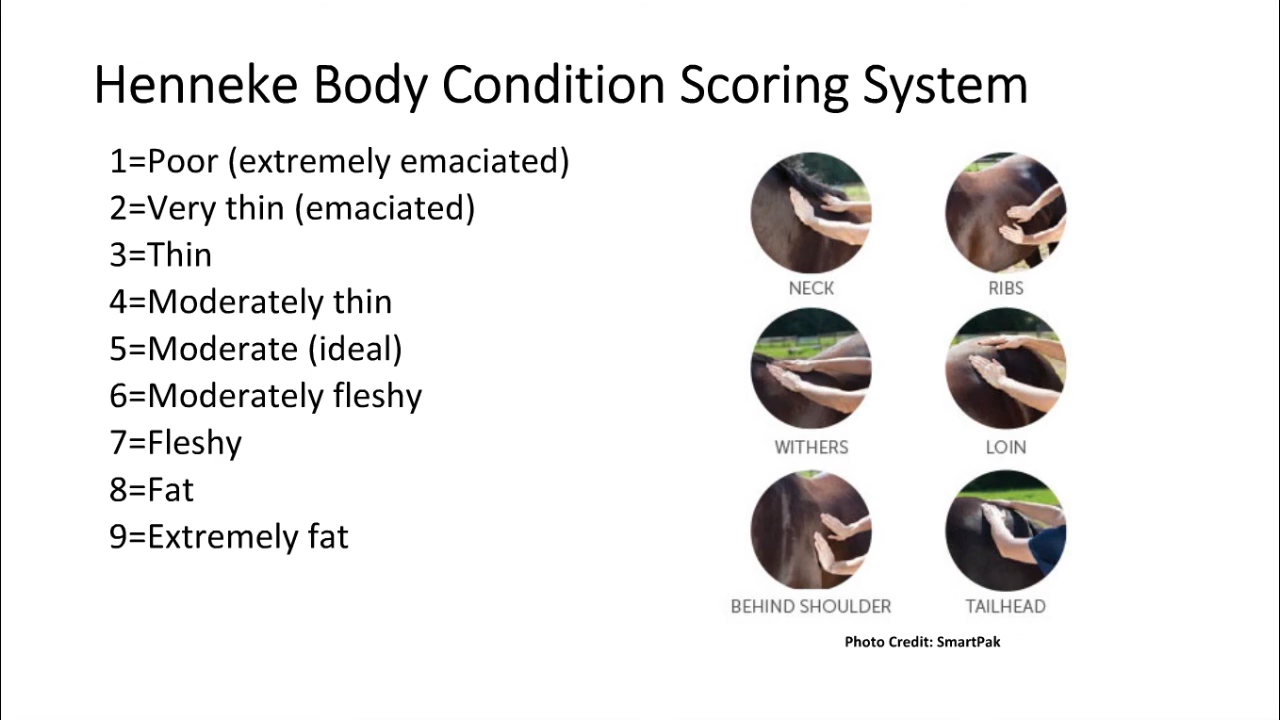 Henneke Body Condition Scoring System
1=Poor (extremely emaciated)
2=Very thin (emaciated)
3=Thin
4=Moderately thin
5=Moderate (ideal)
6=Moderately fleshy
7=Fleshy
8=Fat
9=Extremely fat
NECK
RIBS
WITHERS
LOIN
BEHIND SHOULDER
TAILHEAD
Photo Credit: SmartPak